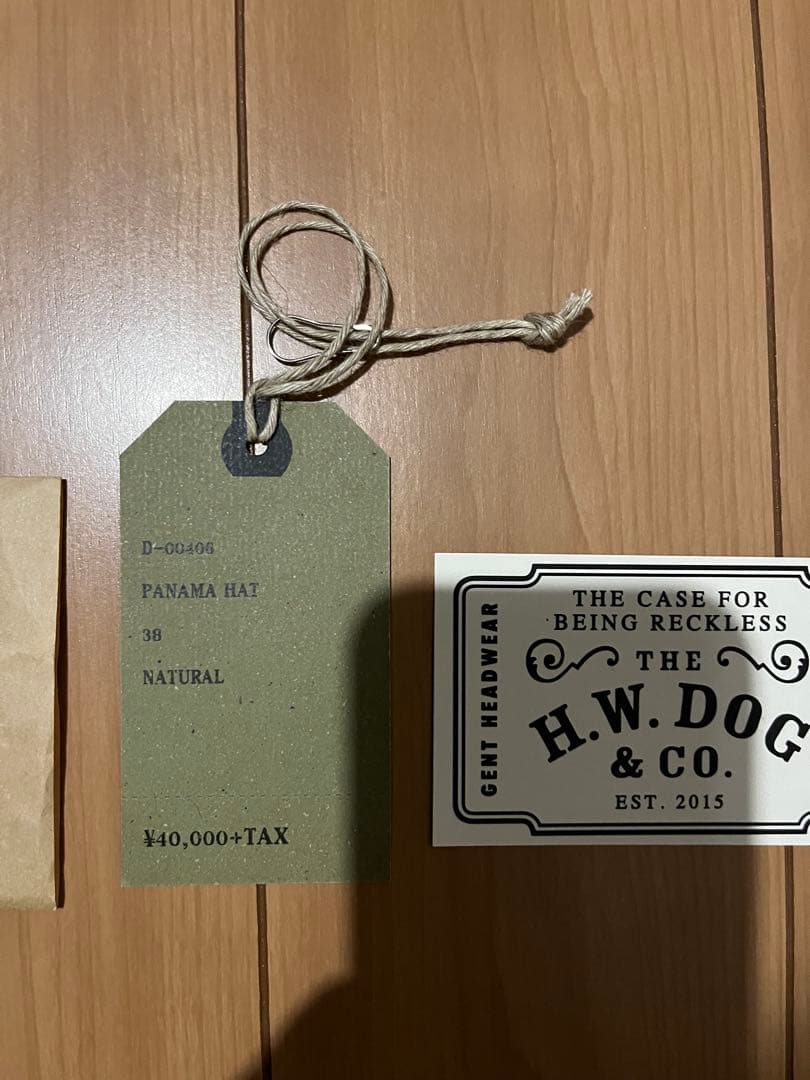 D-00406
PANAMA HAT
38
NATURAL
¥40,000+TAX
GENT HEADWEAR
THE CASE FOR
BEING RECKLESS
THE
H.W. DOG
& CO.
EST. 2015